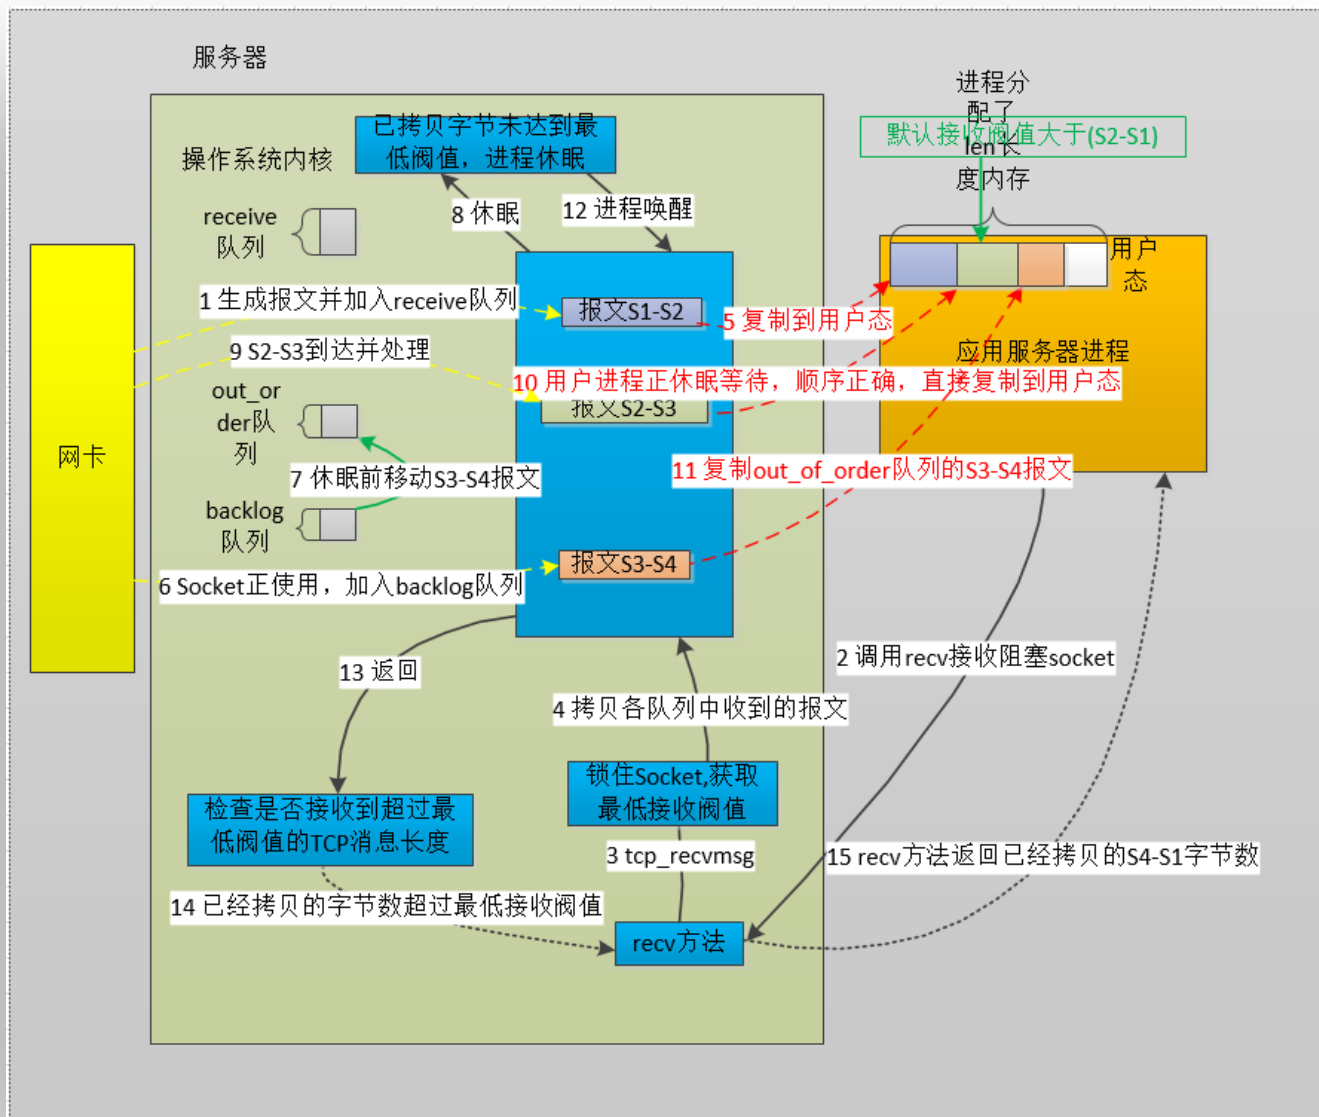 服务器
进程分
配了
len长
度内存
默认接收阀值大于(S2-S1)
已拷贝字节未达到最
低阀值，进程休眠
操作系统内核
8 休眠
12 进程唤醒
receive
队列
用户
态
1 生成报文并加入receive队列
报文S1-S2
5 复制到用户态
9 S2-S3到达并处理
应用服务器进程
10 用户进程正休眠等待，顺序正确，直接复制到用户态
out_or
der队
列
报文S2-S3
网卡
7 休眠前移动S3-S4报文
11 复制out_of_order队列的S3-S4报文
backlog
队列
报文S3-S4
6 Socket正使用，加入backlog队列
13 返回
2 调用recv接收阻塞socket
4 拷贝各队列中收到的报文
锁住Socket,获取
最低接收阀值
检查是否接收到超过最
低阀值的TCP消息长度
3 tcp_recvmsg
15 recv方法返回已经拷贝的S4-S1字节数
14 已经拷贝的字节数超过最低接收阀值
recv方法